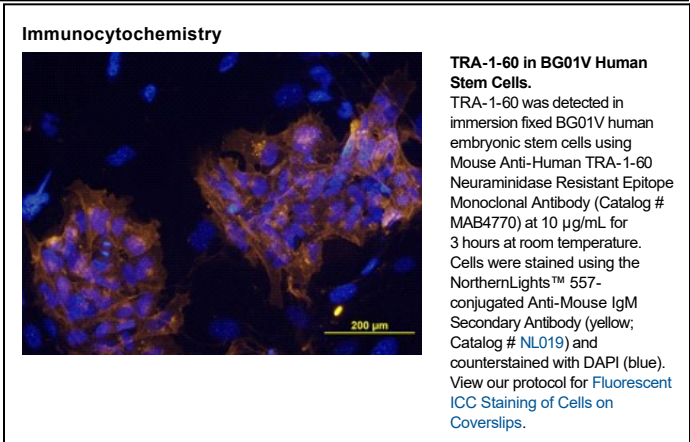 Immunocytochemistry
200 µm
TRA-1-60 in BG01V Human
Stem Cells.
TRA-1-60 was detected in
immersion fixed BG01V human
embryonic stem cells using
Mouse Anti-Human TRA-1-60
Neuraminidase Resistant Epitope
Monoclonal Antibody (Catalog #
MAB4770) at 10 µg/mL for
3 hours at room temperature.
Cells were stained using the
NorthernLights™ 557-
conjugated Anti-Mouse IgM
Secondary Antibody (yellow;
Catalog # NL019) and
counterstained with DAPI (blue).
View our protocol for Fluorescent
ICC Staining of Cells on
Coverslips.